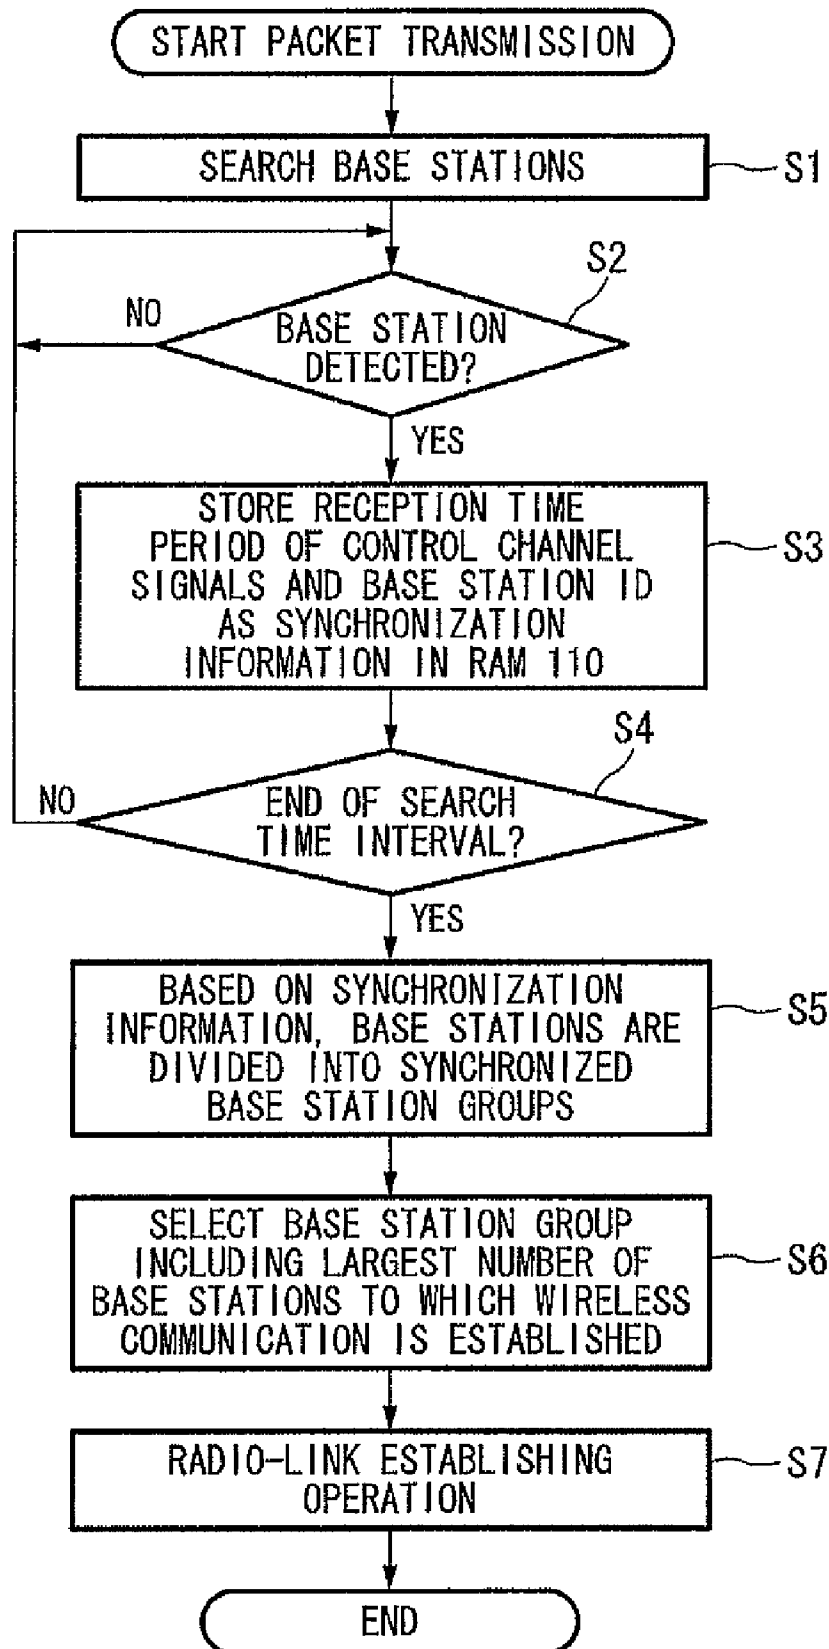 START PACKET TRANSMISSION
SEARCH BASE STATIONS
S1
S2
NO
BASE STATION
DETECTED?
YES
STORE RECEPTION TIME
PERIOD OF CONTROL CHANNEL
SIGNALS AND BASE STATION ID
AS SYNCHRONIZATION
INFORMATION IN RAM 110
S3
S4
NO
END OF SEARCH
TIME INTERVAL?
YES
BASED ON SYNCHRONIZATION
INFORMATION, BASE STATIONS ARE
DIVIDED INTO SYNCHRONIZED
BASE STATION GROUPS
S5
SELECT BASE STATION GROUP
INCLUDING LARGEST NUMBER OF
BASE STATIONS TO WHICH WIRELESS
COMMUNICATION IS ESTABLISHED
S6
RADIO-LINK ESTABLISHING
OPERATION
S7
END